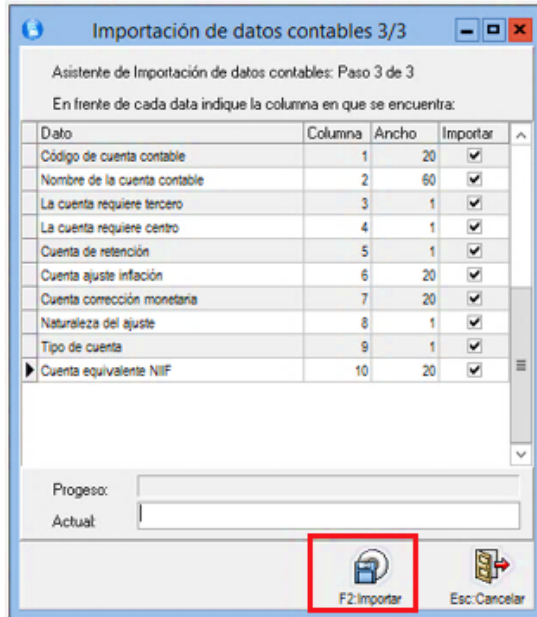 Importación de datos contables 3/3
Asistente de Importación de datos contables: Paso 3 de 3
En frente de cada data indique la columna en que se encuentra:
Dato Columna Ancho Importar
Código de cuenta contable 1 20
Nombre de la cuenta contable 2 60
La cuenta requiere tercero 3 1
La cuenta requiere centro 4 1
Cuenta de retención 5 1
Cuenta ajuste inflación 6 20
Cuenta corrección monetaria 7 20
Naturaleza del ajuste 8 1
Tipo de cuenta 9 1
Cuenta equivalente NIIF 10 20
Progeso:
Actual:
F2:Importar Esc:Cancelar